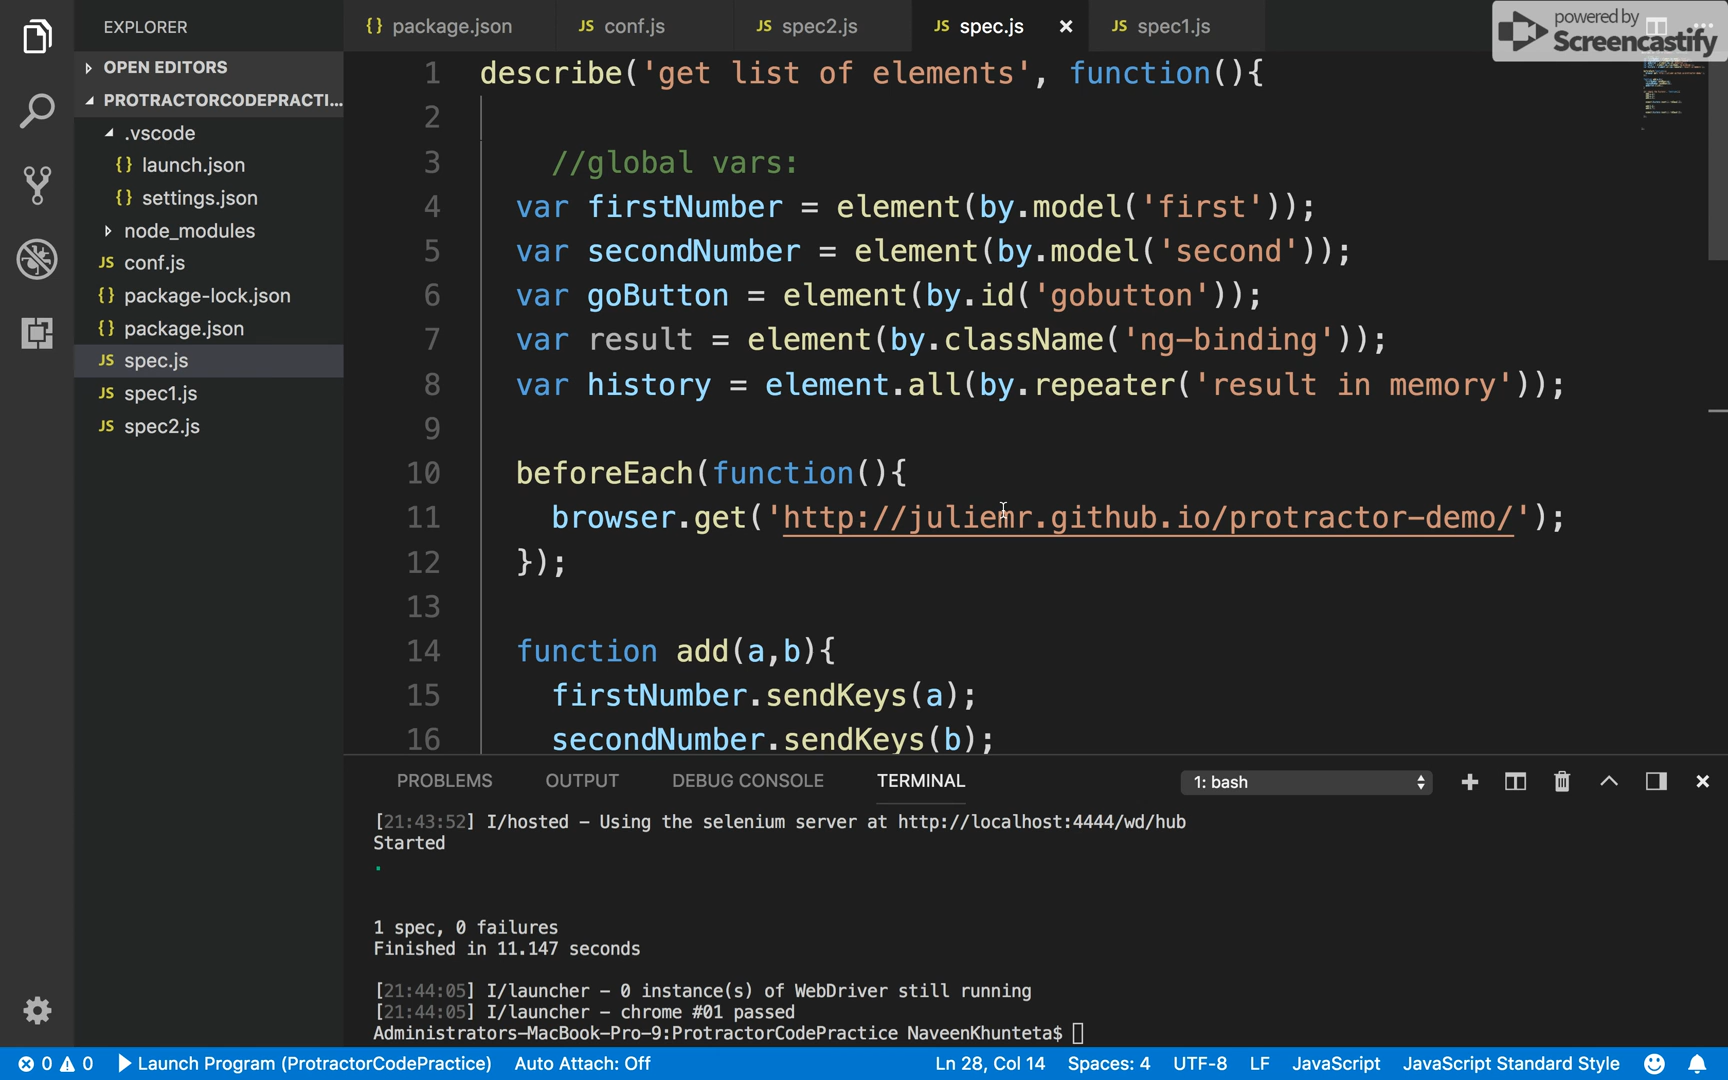 EXPLORER
{} package.json
JS conf.js
JS spec2.js
JS spec.js ×
JS spec1.js
powered by
Screencastify
OPEN EDITORS
PROTRACTORCODEPRACTI...
.vscode
{} launch.json
{} settings.json
node_modules
JS conf.js
{} package-lock.json
{} package.json
JS spec.js
JS spec1.js
JS spec2.js
1 describe('get list of elements', function(){
2
3 //global vars:
4 var firstNumber = element(by.model('first'));
5 var secondNumber = element(by.model('second'));
6 var goButton = element(by.id('gobutton'));
7 var result = element(by.className('ng-binding'));
8 var history = element.all(by.repeater('result in memory'));
9
10 beforeEach(function(){
11 browser.get('http://juliemr.github.io/protractor-demo/');
12 });
13
14 function add(a,b){
15 firstNumber.sendKeys(a);
16 secondNumber.sendKeys(b);
PROBLEMS OUTPUT DEBUG CONSOLE TERMINAL 1: bash
[21:43:52] I/hosted - Using the selenium server at http://localhost:4444/wd/hub
Started
.
1 spec, 0 failures
Finished in 11.147 seconds
[21:44:05] I/launcher - 0 instance(s) of WebDriver still running
[21:44:05] I/launcher - chrome #01 passed
Administrators-MacBook-Pro-9:ProtractorCodePractice NaveenKhunteta$
0 0 Launch Program (ProtractorCodePractice) Auto Attach: Off Ln 28, Col 14 Spaces: 4 UTF-8 LF JavaScript JavaScript Standard Style